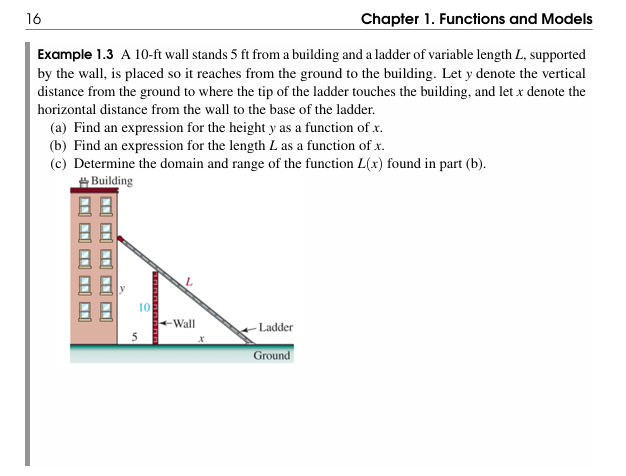 16
Chapter 1. Functions and Models
Example 1.3 A 10-ft wall stands 5 ft from a building and a ladder of variable length L, supported
by the wall, is placed so it reaches from the ground to the building. Let y denote the vertical
distance from the ground to where the tip of the ladder touches the building, and let x denote the
horizontal distance from the wall to the base of the ladder.
(a) Find an expression for the height y as a function of x.
(b) Find an expression for the length L as a function of x.
(c) Determine the domain and range of the function L(x) found in part (b).
Building
L
y
10
Wall
Ladder
5
x
Ground